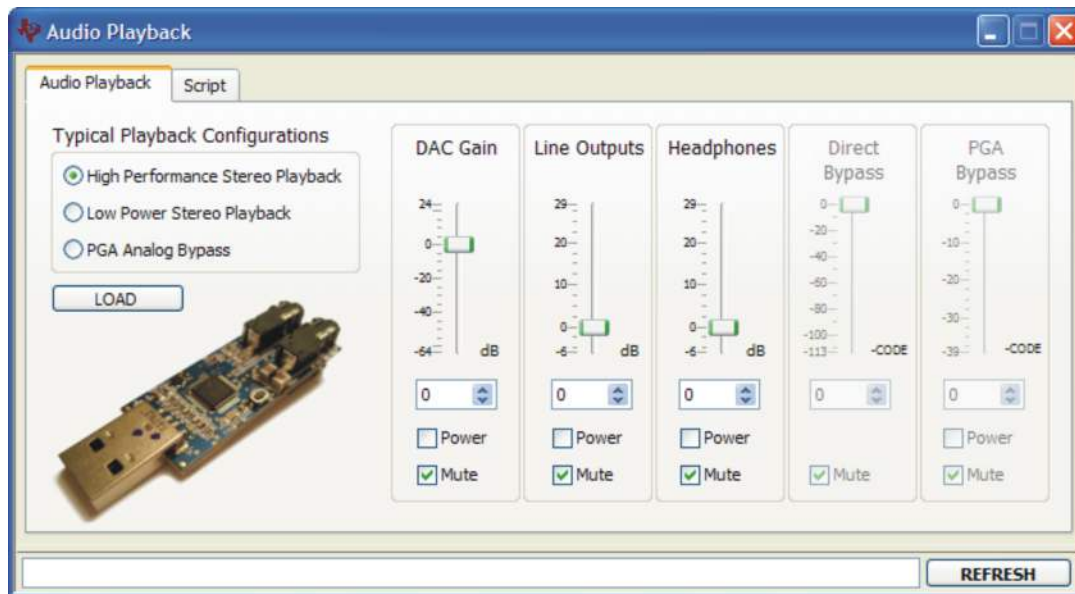 Audio Playback
Audio Playback
Script
Typical Playback Configurations
High Performance Stereo Playback
Low Power Stereo Playback
PGA Analog Bypass
LOAD
DAC Gain
24
0
-20
-40
-64
dB
0
Power
Mute
Line Outputs
29
20
10
0
-6
dB
0
Power
Mute
Headphones
29
20
10
0
-6
dB
0
Power
Mute
Direct
Bypass
0
-20
-40
-60
-80
-100
-113
-CODE
0
Mute
PGA
Bypass
0
-10
-20
-30
-39
-CODE
0
Power
Mute
REFRESH